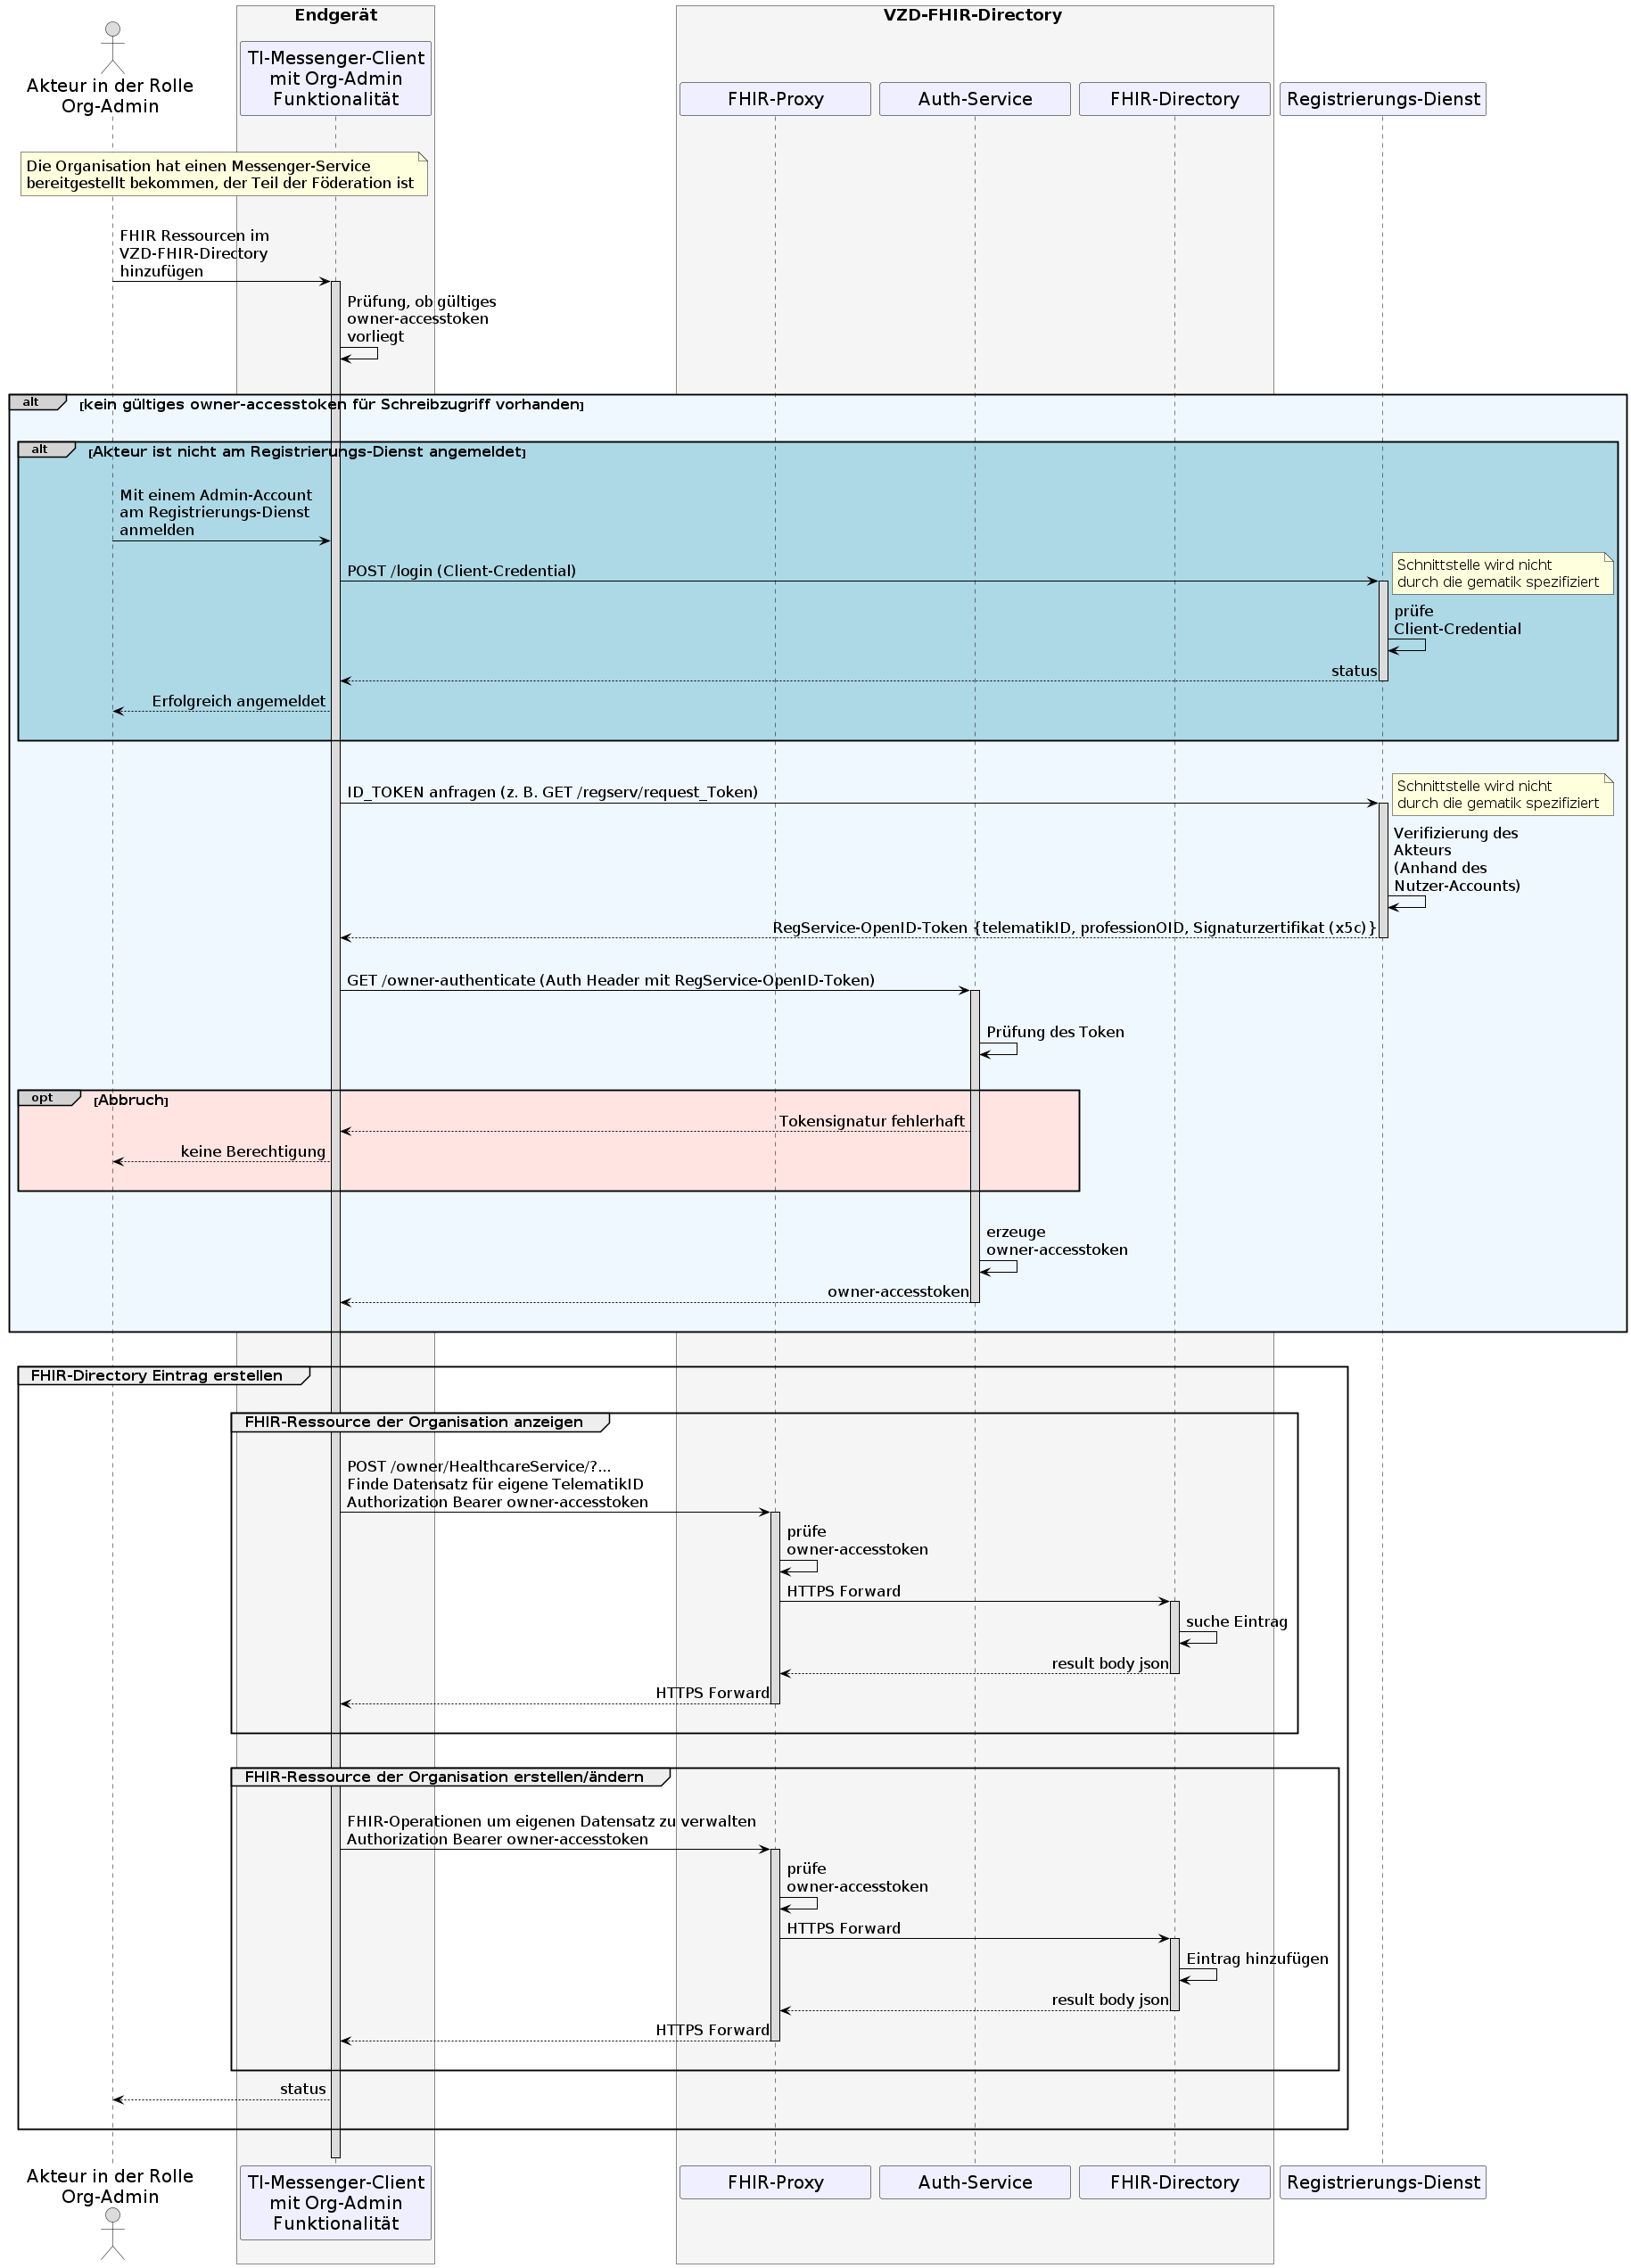 Endgerät
VZD-FHIR-Directory
Akteur in der Rolle
Org-Admin
TI-Messenger-Client
mit Org-Admin
Funktionalität
FHIR-Proxy
Auth-Service
FHIR-Directory
Registrierungs-Dienst
Die Organisation hat einen Messenger-Service
bereitgestellt bekommen, der Teil der Föderation ist
FHIR Ressourcen im
VZD-FHIR-Directory
hinzufügen
Prüfung, ob gültiges
owner-accesstoken
vorliegt
alt
[kein gültiges owner-accesstoken für Schreibzugriff vorhanden]
alt
[Akteur ist nicht am Registrierungs-Dienst angemeldet]
Mit einem Admin-Account
am Registrierungs-Dienst
anmelden
POST /login (Client-Credential)
Schnittstelle wird nicht
durch die gematik spezifiziert
prüfe
Client-Credential
status
Erfolgreich angemeldet
ID_TOKEN anfragen (z. B. GET /regserv/request_Token)
Schnittstelle wird nicht
durch die gematik spezifiziert
Verifizierung des
Akteurs
(Anhand des
Nutzer-Accounts)
RegService-OpenID-Token {telematikID, professionOID, Signaturzertifikat (x5c)}
GET /owner-authenticate (Auth Header mit RegService-OpenID-Token)
Prüfung des Token
opt
[Abbruch]
Tokensignatur fehlerhaft
keine Berechtigung
erzeuge
owner-accesstoken
owner-accesstoken
FHIR-Directory Eintrag erstellen
FHIR-Ressource der Organisation anzeigen
POST /owner/HealthcareService/?...
Finde Datensatz für eigene TelematikID
Authorization Bearer owner-accesstoken
prüfe
owner-accesstoken
HTTPS Forward
suche Eintrag
result body json
HTTPS Forward
FHIR-Ressource der Organisation erstellen/ändern
FHIR-Operationen um eigenen Datensatz zu verwalten
Authorization Bearer owner-accesstoken
prüfe
owner-accesstoken
HTTPS Forward
Eintrag hinzufügen
result body json
HTTPS Forward
status
Akteur in der Rolle
Org-Admin
TI-Messenger-Client
mit Org-Admin
Funktionalität
FHIR-Proxy
Auth-Service
FHIR-Directory
Registrierungs-Dienst